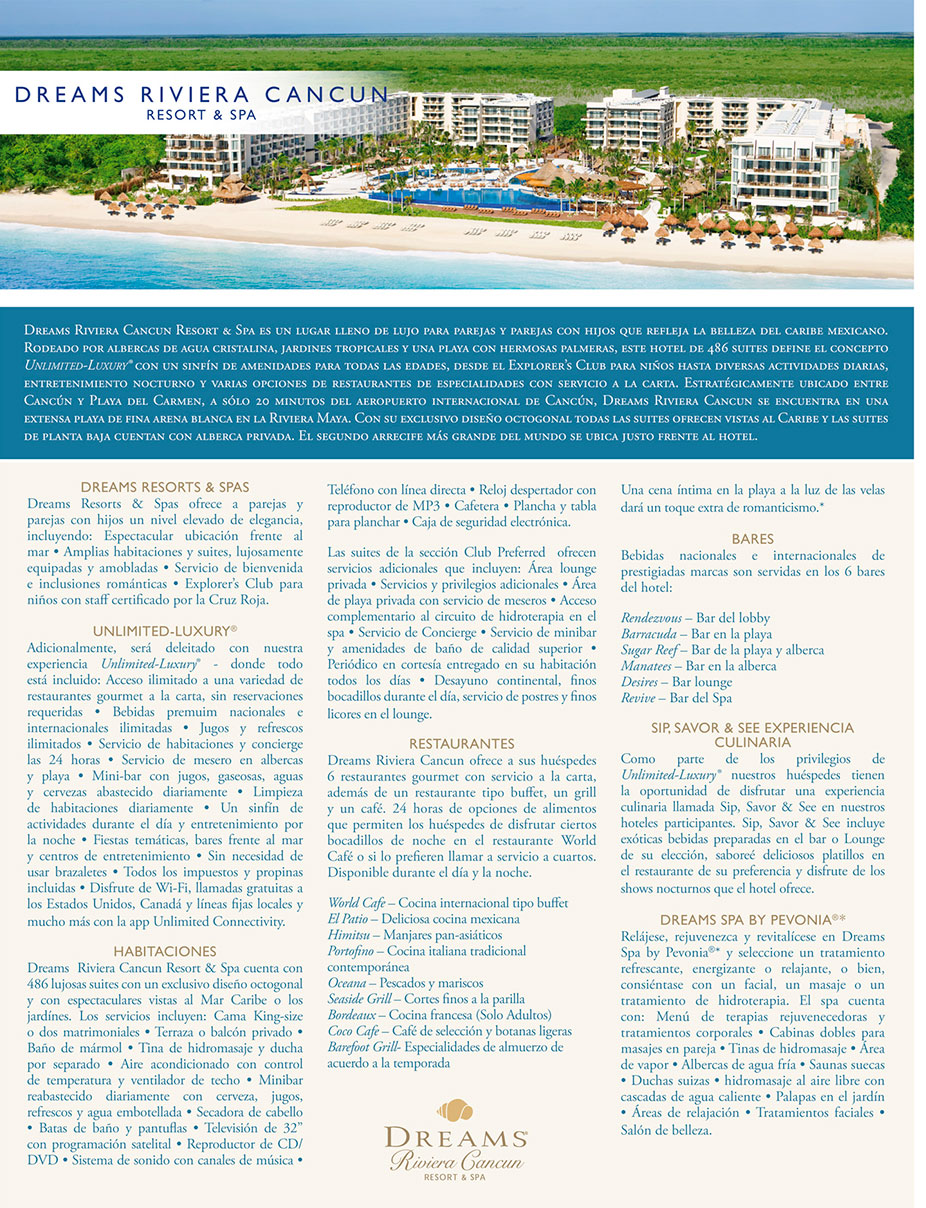 DREAMS RIVIERA CANCUN
RESORT & SPA
Dreams Riviera Cancun Resort & Spa es un lugar lleno de lujo para parejas y parejas con hijos que refleja la belleza del caribe mexicano.
Rodeado por albercas de agua cristalina, jardines tropicales y una playa con hermosas palmeras, este hotel de 486 suites define el concepto
Unlimited-Luxury® con un sinfín de amenidades para todas las edades, desde el Explorer's Club para niños hasta diversas actividades diarias,
entretenimiento nocturno y varias opciones de restaurantes de especialidades con servicio a la carta. Estratégicamente ubicado entre
Cancún y Playa del Carmen, a sólo 20 minutos del aeropuerto internacional de Cancún, Dreams Riviera Cancun se encuentra en una
extensa playa de fina arena blanca en la Riviera Maya. Con su exclusivo diseño octogonal todas las suites ofrecen vistas al Caribe y las suites
de planta baja cuentan con alberca privada. El segundo arrecife más grande del mundo se ubica justo frente al hotel.
DREAMS RESORTS & SPAS
Dreams Resorts & Spas ofrece a parejas y
parejas con hijos un nivel elevado de elegancia,
incluyendo: Espectacular ubicación frente al
mar • Amplias habitaciones y suites, lujosamente
equipadas y amobladas • Servicio de bienvenida
e inclusiones románticas • Explorer's Club para
niños con staff certificado por la Cruz Roja.
UNLIMITED-LUXURY®
Adicionalmente, será deleitado con nuestra
experiencia Unlimited-Luxury® - donde todo
está incluido: Acceso ilimitado a una variedad de
restaurantes gourmet a la carta, sin reservaciones
requeridas • Bebidas premuim nacionales e
internacionales ilimitadas • Jugos y refrescos
ilimitados • Servicio de habitaciones y concierge
las 24 horas • Servicio de mesero en albercas
y playa • Mini-bar con jugos, gaseosas, aguas
y cervezas abastecido diariamente • Limpieza
de habitaciones diariamente • Un sinfín de
actividades durante el día y entretenimiento por
la noche • Fiestas temáticas, bares frente al mar
y centros de entretenimiento • Sin necesidad de
usar brazaletes • Todos los impuestos y propinas
incluidas • Disfrute de Wi-Fi, llamadas gratuitas a
los Estados Unidos, Canadá y líneas fijas locales y
mucho más con la app Unlimited Connectivity.
HABITACIONES
Dreams Riviera Cancun Resort & Spa cuenta con
486 lujosas suites con un exclusivo diseño octogonal
y con espectaculares vistas al Mar Caribe o los
jardínes. Los servicios incluyen: Cama King-size
o dos matrimoniales • Terraza o balcón privado •
Baño de mármol • Tina de hidromasaje y ducha
por separado • Aire acondicionado con control
de temperatura y ventilador de techo • Minibar
reabastecido diariamente con cerveza, jugos,
refrescos y agua embotellada • Secadora de cabello
• Batas de baño y pantuflas • Televisión de 32”
con programación satelital • Reproductor de CD/
DVD • Sistema de sonido con canales de música •
Teléfono con línea directa • Reloj despertador con
reproductor de MP3 • Cafetera • Plancha y tabla
para planchar • Caja de seguridad electrónica.
Las suites de la sección Club Preferred ofrecen
servicios adicionales que incluyen: Área lounge
privada • Servicios y privilegios adicionales • Área
de playa privada con servicio de meseros • Acceso
complementario al circuito de hidroterapia en el
spa • Servicio de Concierge • Servicio de minibar
y amenidades de baño de calidad superior •
Periódico en cortesía entregado en su habitación
todos los días • Desayuno continental, finos
bocadillos durante el día, servicio de postres y finos
licores en el lounge.
RESTAURANTES
Dreams Riviera Cancun ofrece a sus huéspedes
6 restaurantes gourmet con servicio a la carta,
además de un restaurante tipo buffet, un grill
y un café. 24 horas de opciones de alimentos
que permiten los huéspedes de disfrutar ciertos
bocadillos de noche en el restaurante World
Café o si lo prefieren llamar a servicio a cuartos.
Disponible durante el día y la noche.
World Cafe – Cocina internacional tipo buffet
El Patio – Deliciosa cocina mexicana
Himitsu – Manjares pan-asiáticos
Portofino – Cocina italiana tradicional
contemporánea
Oceana – Pescados y mariscos
Seaside Grill – Cortes finos a la parilla
Bordeaux – Cocina francesa (Solo Adultos)
Coco Cafe – Café de selección y botanas ligeras
Barefoot Grill- Especialidades de almuerzo de
acuerdo a la temporada
DREAMS®
Riviera Cancun
RESORT & SPA
Una cena íntima en la playa a la luz de las velas
dará un toque extra de romanticismo.*
BARES
Bebidas nacionales e internacionales de
prestigiadas marcas son servidas en los 6 bares
del hotel:
Rendezvous – Bar del lobby
Barracuda – Bar en la playa
Sugar Reef – Bar de la playa y alberca
Manatees – Bar en la alberca
Desires – Bar lounge
Revive – Bar del Spa
SIP, SAVOR & SEE EXPERIENCIA
CULINARIA
Como parte de los privilegios de
Unlimited-Luxury® nuestros huéspedes tienen
la oportunidad de disfrutar una experiencia
culinaria llamada Sip, Savor & See en nuestros
hoteles participantes. Sip, Savor & See incluye
exóticas bebidas preparadas en el bar o Lounge
de su elección, saboreé deliciosos platillos en
el restaurante de su preferencia y disfrute de los
shows nocturnos que el hotel ofrece.
DREAMS SPA BY PEVONIA®*
Relájese, rejuvenezca y revitalícese en Dreams
Spa by Pevonia®* y seleccione un tratamiento
refrescante, energizante o relajante, o bien,
consiéntase con un facial, un masaje o un
tratamiento de hidroterapia. El spa cuenta
con: Menú de terapias rejuvenecedoras y
tratamientos corporales • Cabinas dobles para
masajes en pareja • Tinas de hidromasaje • Área
de vapor • Albercas de agua fría • Saunas suecas
• Duchas suizas • hidromasaje al aire libre con
cascadas de agua caliente • Palapas en el jardín
• Áreas de relajación • Tratamientos faciales •
Salón de belleza.